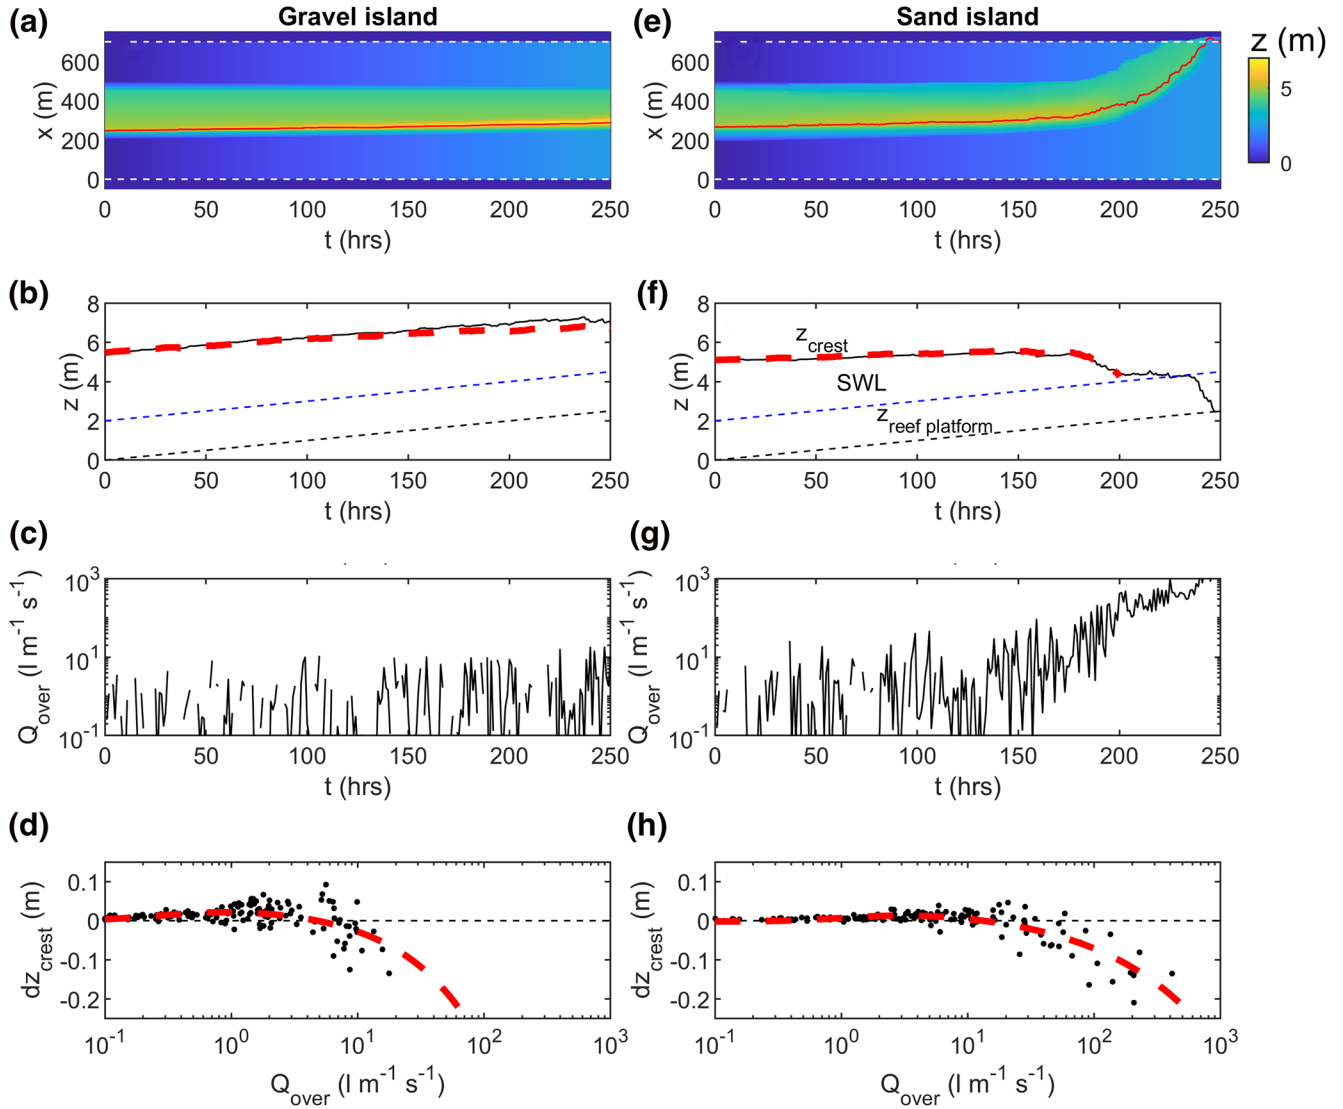 (a)
Gravel island
x (m)
600
400
200
0
0 50 100 150 200 250
t (hrs)
(e)
Sand island
x (m)
600
400
200
0
0 50 100 150 200 250
t (hrs)
z (m)
5
0
(b)
z (m)
8
6
4
2
0
0 50 100 150 200 250
t (hrs)
(f)
z (m)
8
6
4
2
0
z_crest
SWL
z_reef platform
0 50 100 150 200 250
t (hrs)
(c)
Q_over (l m^-1 s^-1)
10^3
10^1
10^-1
0 50 100 150 200 250
t (hrs)
(g)
Q_over (l m^-1 s^-1)
10^3
10^1
10^-1
0 50 100 150 200 250
t (hrs)
(d)
dz_crest (m)
0.1
0
-0.1
-0.2
10^-1 10^0 10^1 10^2 10^3
Q_over (l m^-1 s^-1)
(h)
dz_crest (m)
0.1
0
-0.1
-0.2
10^-1 10^0 10^1 10^2 10^3
Q_over (l m^-1 s^-1)